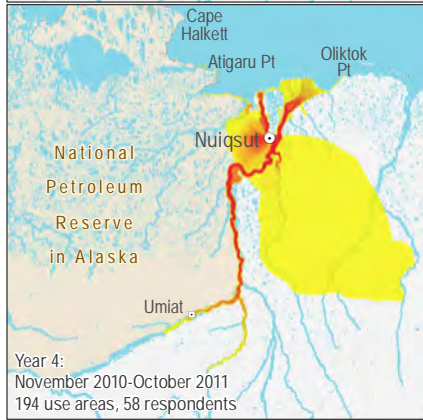 Cape
Halkett
Atigaru Pt
Oliktok
Pt
Nuiqsut
National
Petroleum
Reserve
in Alaska
Umiat
Year 4:
November 2010-October 2011
194 use areas, 58 respondents